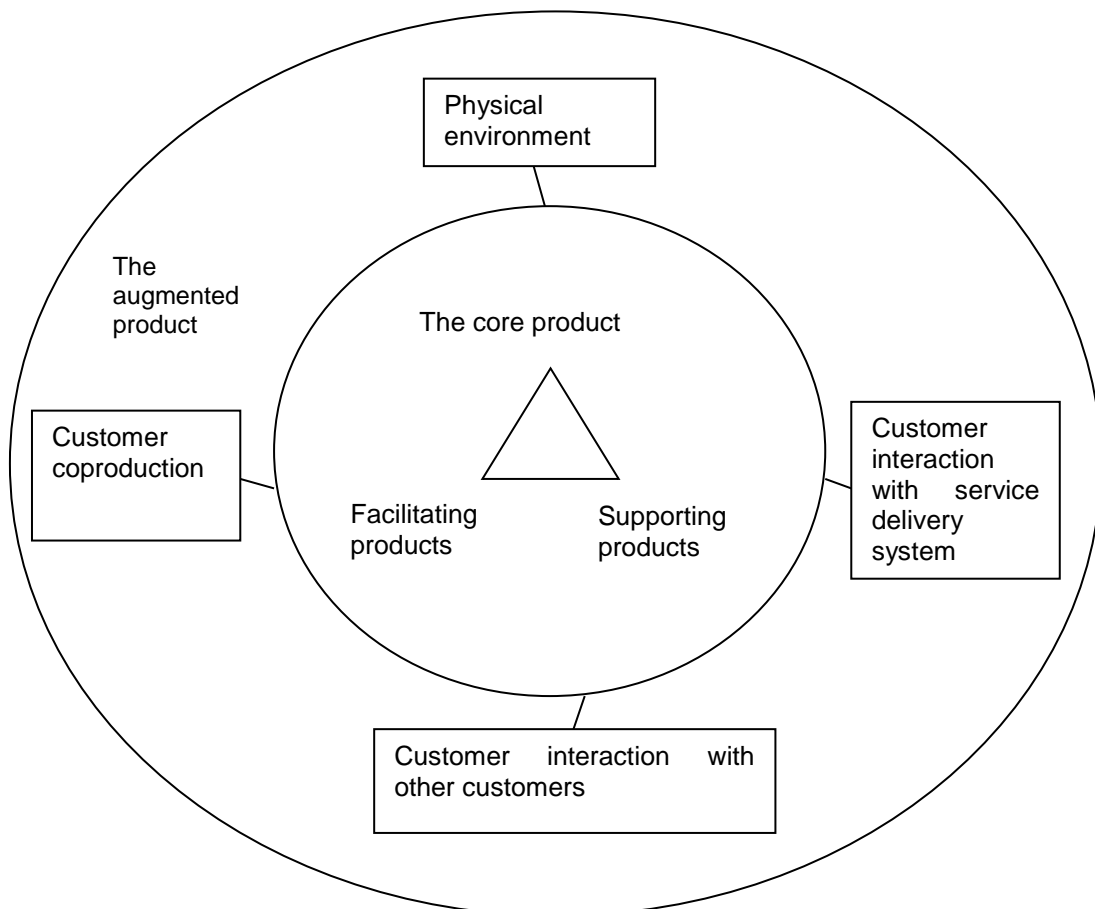 Physical
environment
The
augmented
product
The core product
Customer
coproduction
Customer
interaction
with service
delivery
system
Facilitating
products
Supporting
products
Customer interaction with
other customers